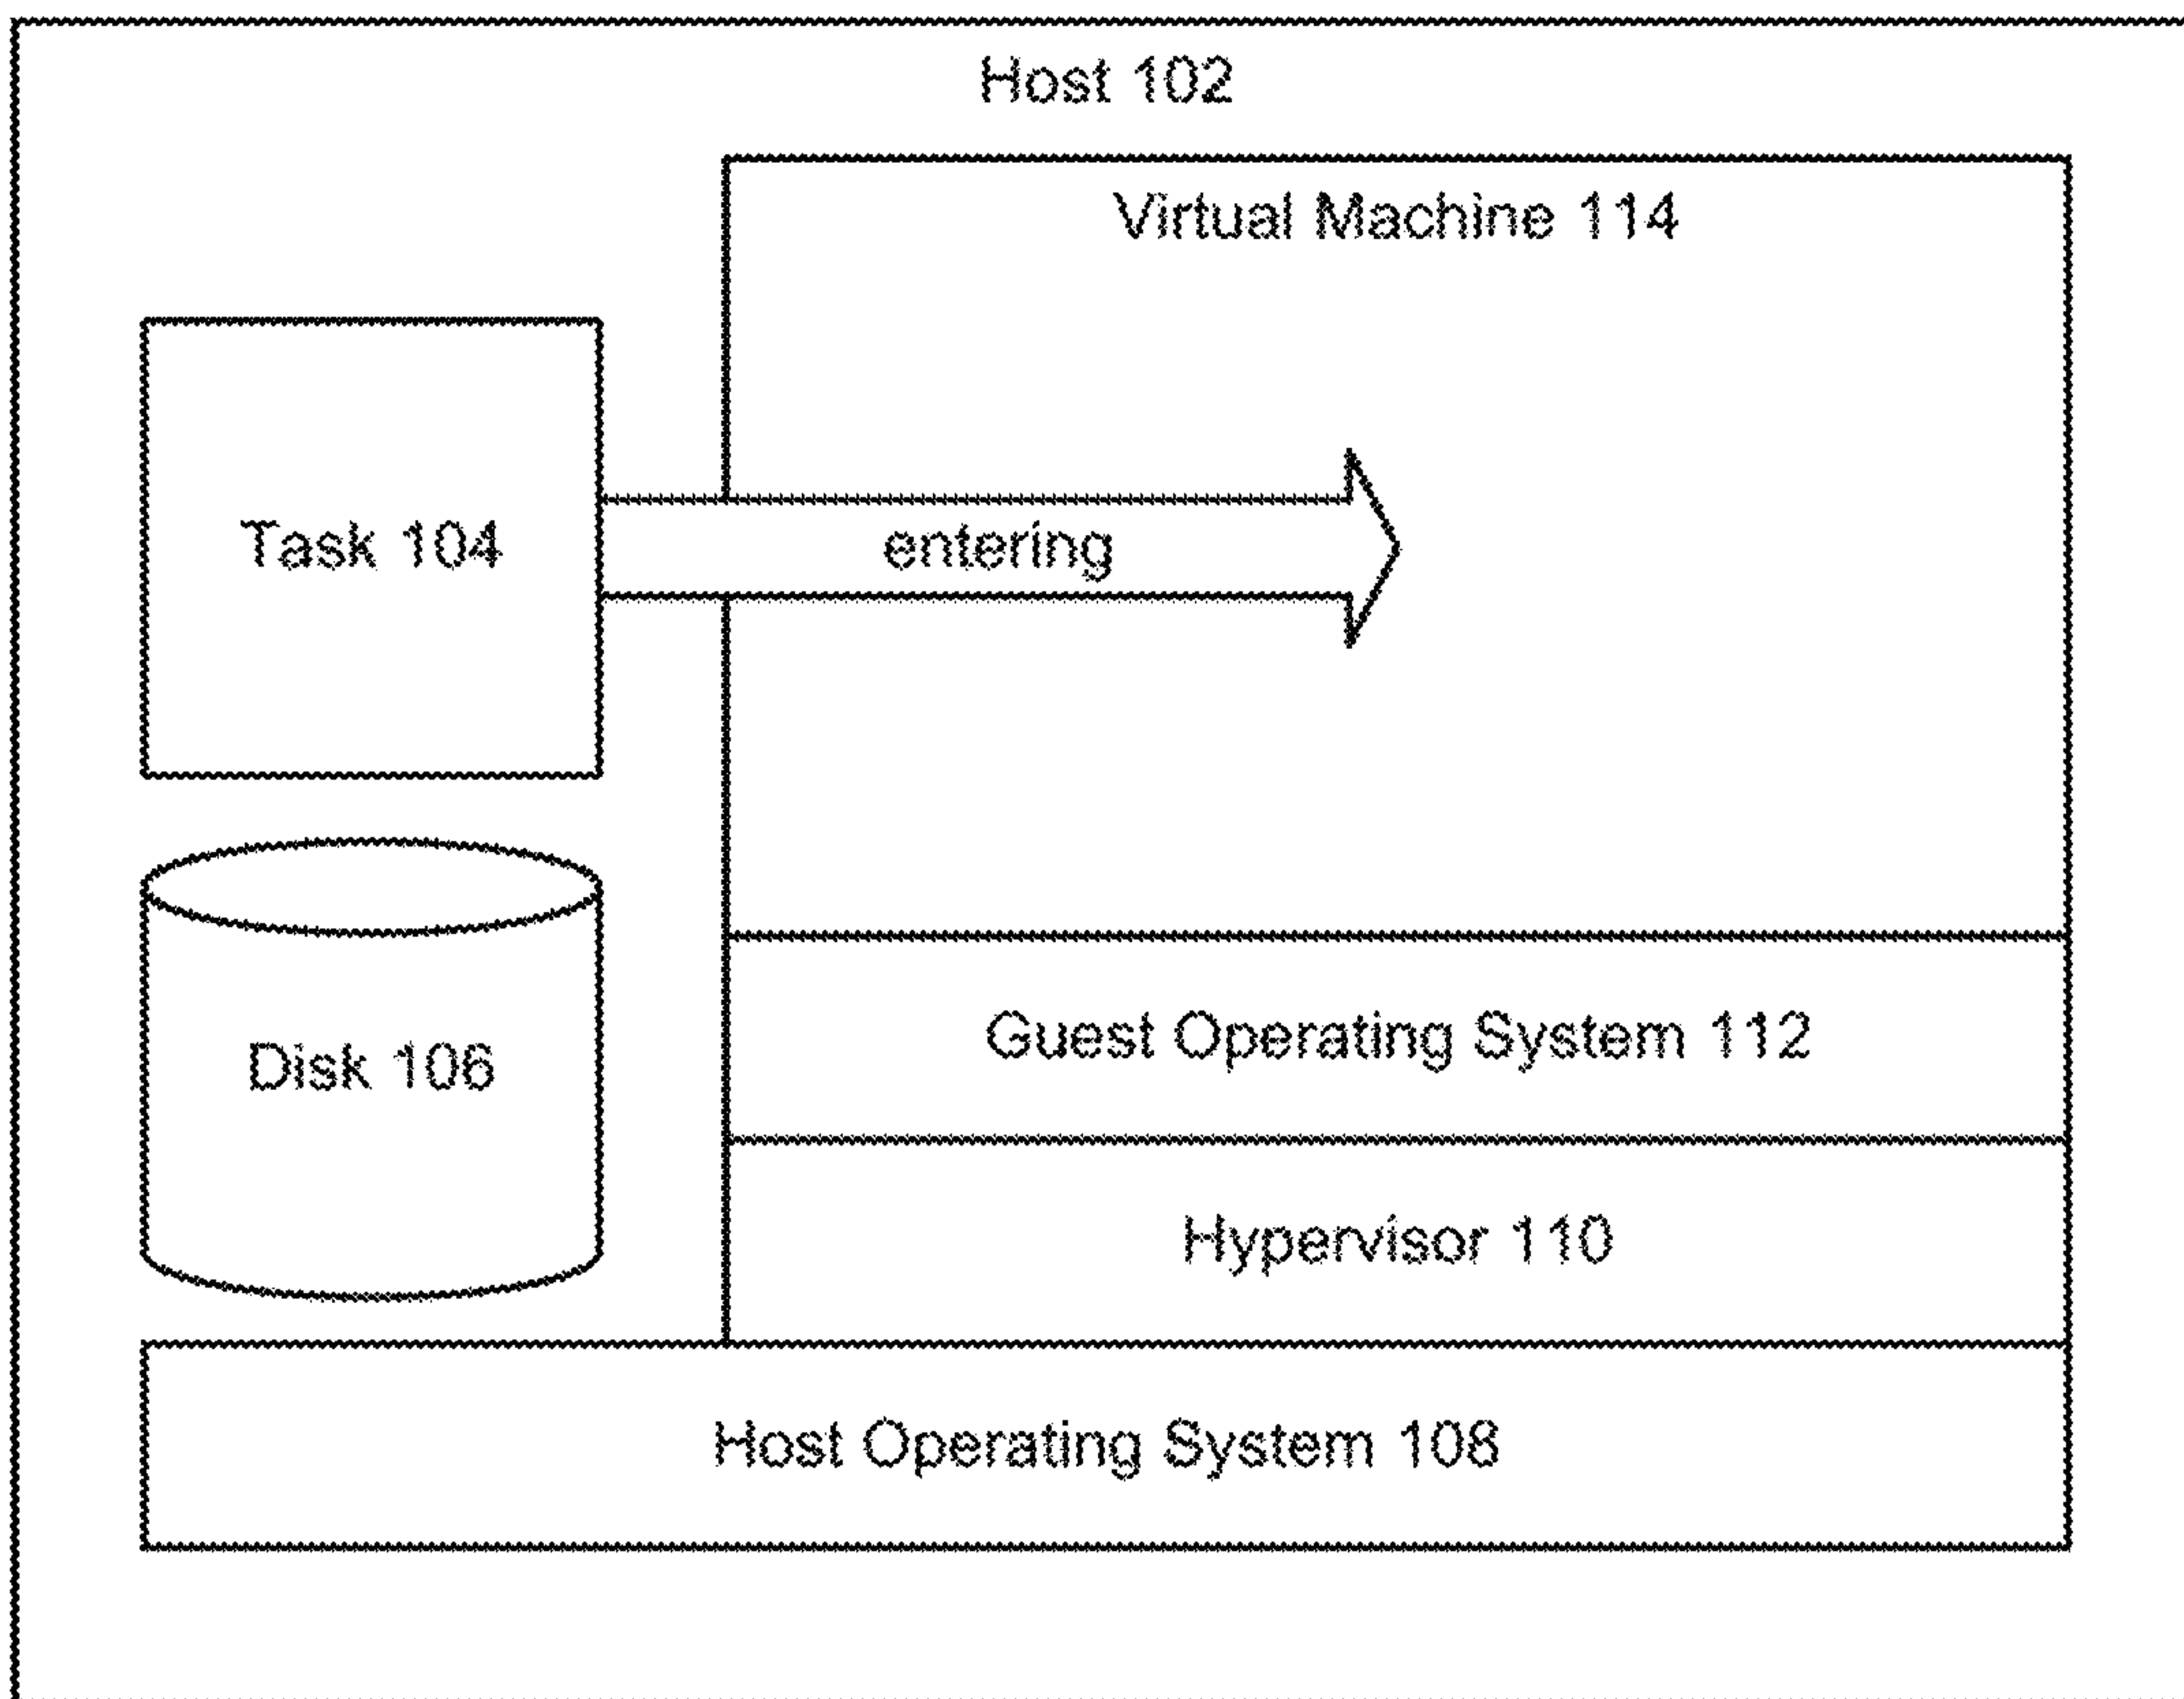 Host 102
Virtual Machine 114
Task 104
entering
Disk 106
Guest Operating System 112
Hypervisor 110
Host Operating System 108